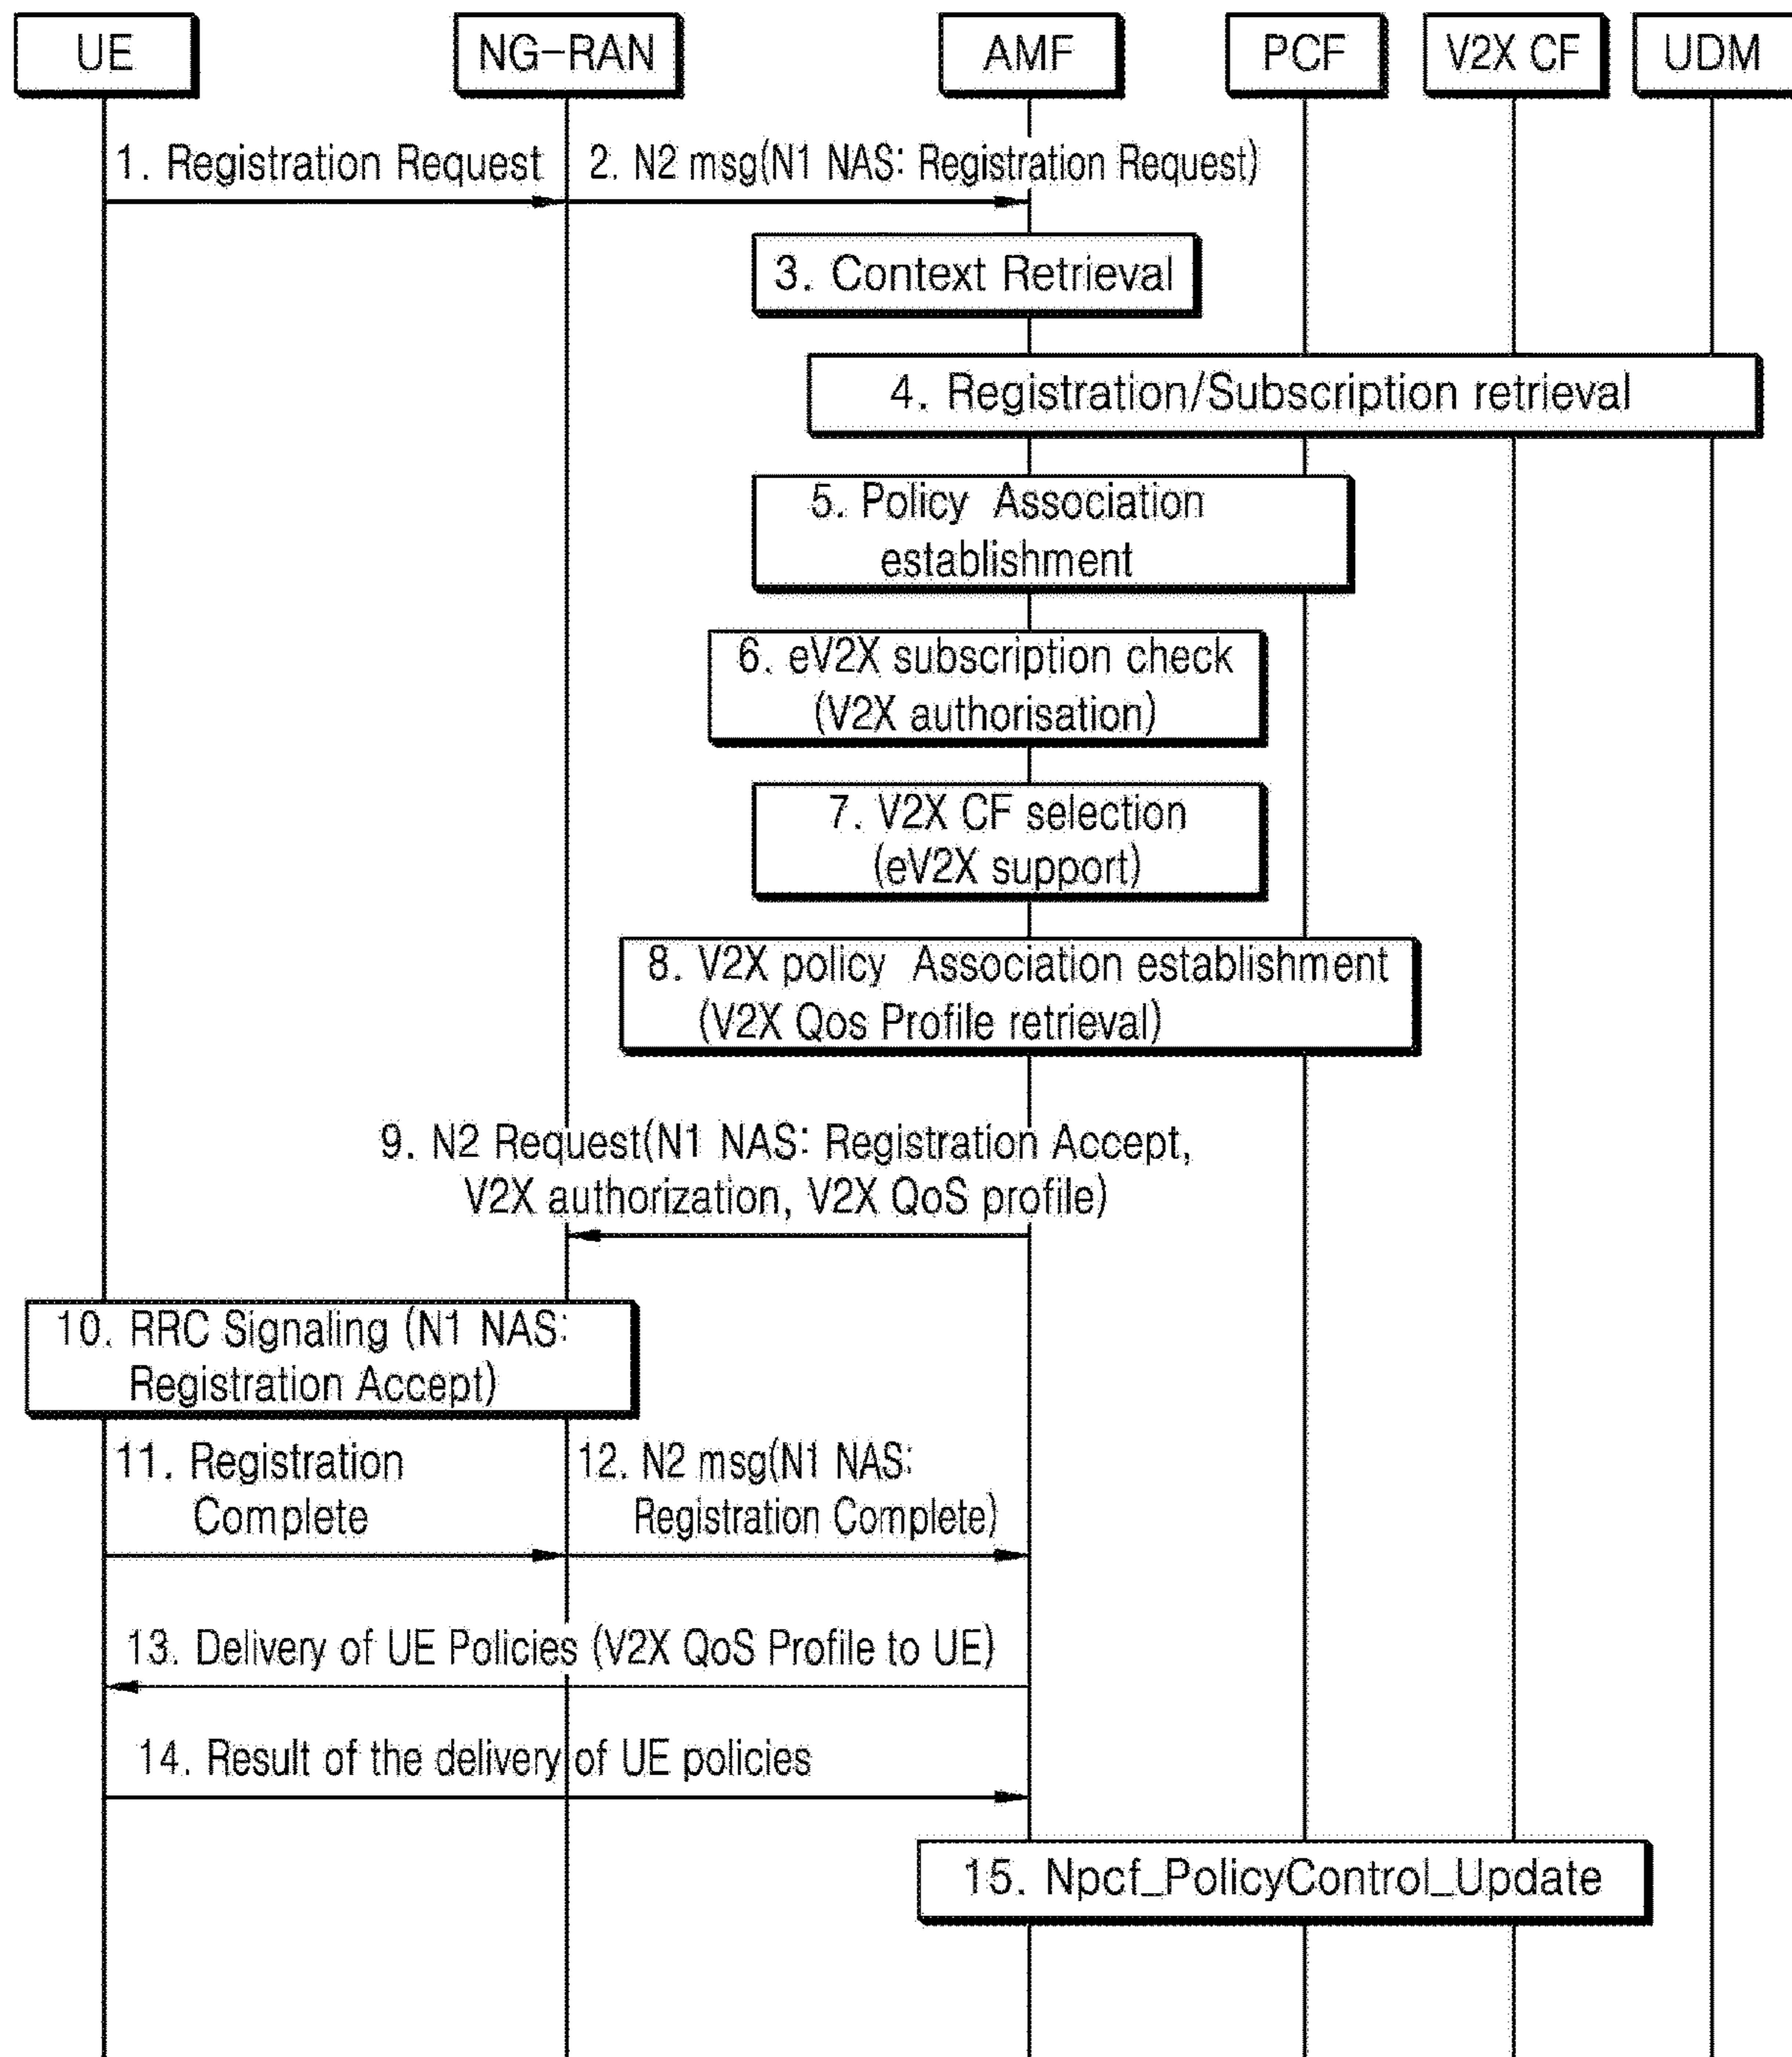 UE
NG-RAN
AMF
PCF
V2X CF
UDM
1. Registration Request
2. N2 msg(N1 NAS: Registration Request)
3. Context Retrieval
4. Registration/Subscription retrieval
5. Policy Association
establishment
6. eV2X subscription check
(V2X authorisation)
7. V2X CF selection
(eV2X support)
8. V2X policy Association establishment
(V2X Qos Profile retrieval)
9. N2 Request(N1 NAS: Registration Accept,
V2X authorization, V2X QoS profile)
10. RRC Signaling (N1 NAS:
Registration Accept)
11. Registration
Complete
12. N2 msg(N1 NAS:
Registration Complete)
13. Delivery of UE Policies (V2X QoS Profile to UE)
14. Result of the delivery of UE policies
15. Npcf_PolicyControl_Update